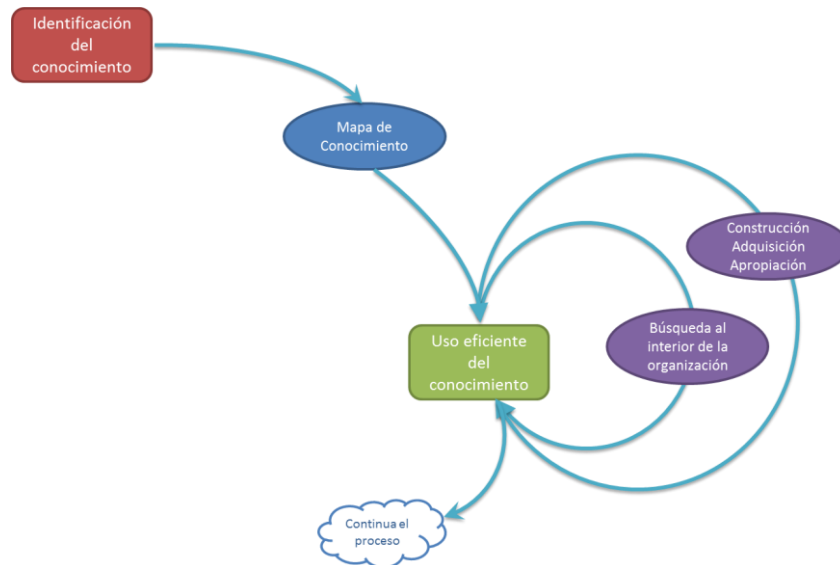 Identificación
del
conocimiento
Mapa de
Conocimiento
Construcción
Adquisición
Apropiación
Búsqueda al
interior de la
organización
Uso eficiente
del
conocimiento
Continua el
proceso